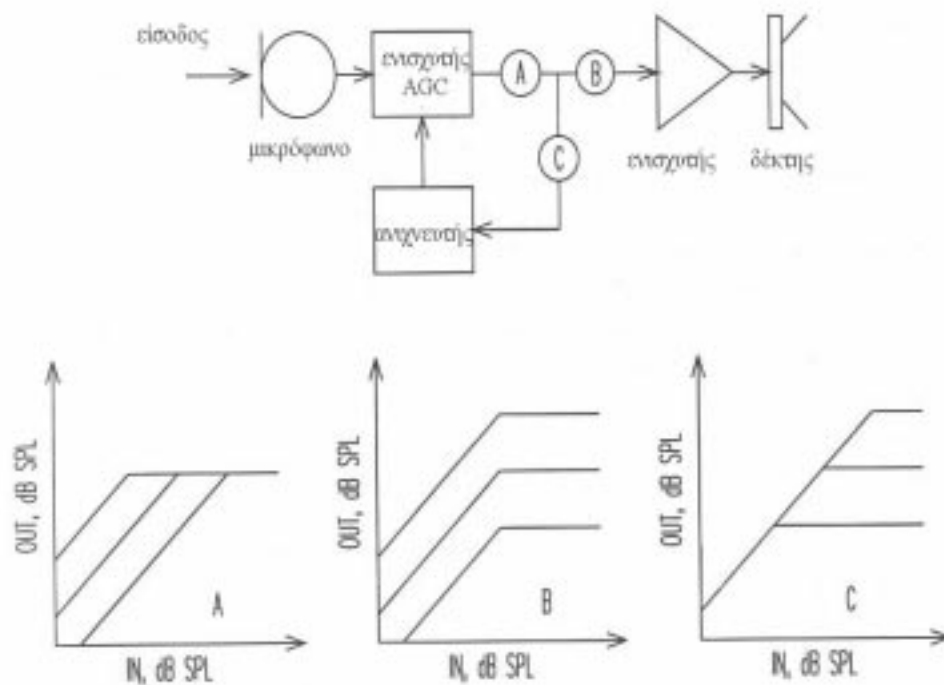 είσοδος
ενισχυτής
AGC
A
B
μικρόφωνο
C
ενισχυτής
δέκτης
ανιχνευτής
OUT, dB SPL
A
IN, dB SPL
OUT, dB SPL
B
IN, dB SPL
OUT, dB SPL
C
IN, dB SPL